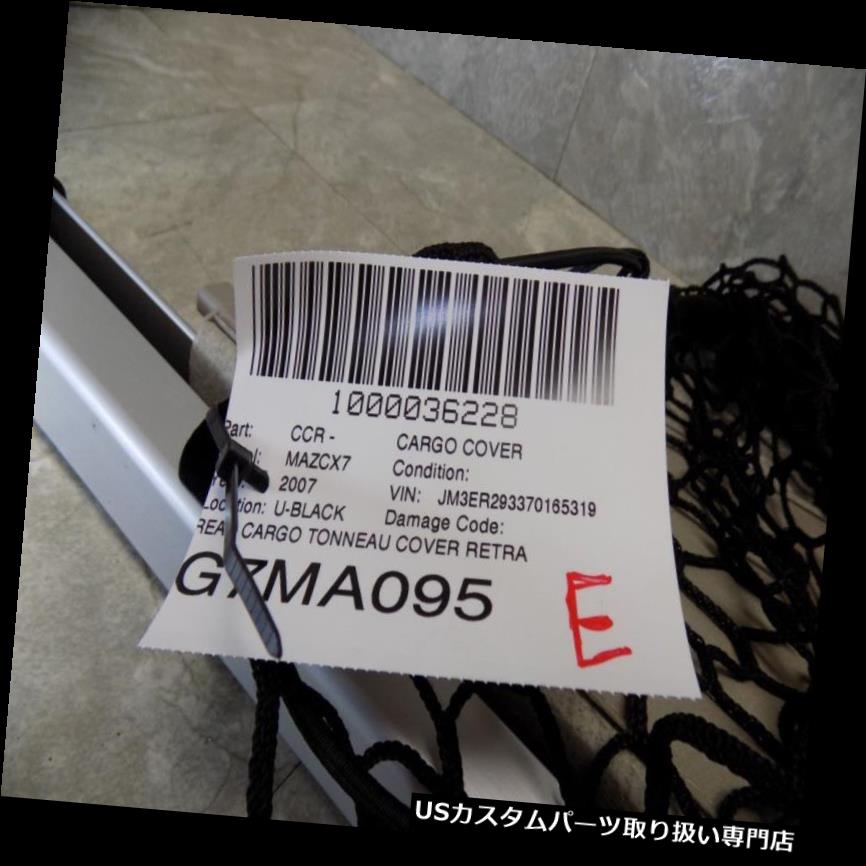 1000036228
Part: CCR - CARGO COVER
MAZCX7 Condition:
2007 VIN: JM3ER293370165319
Location: U-BLACK Damage Code:
REAR CARGO TONNEAU COVER RETRA
G7MA095
E
USカスタムパーツ取り扱い専門店